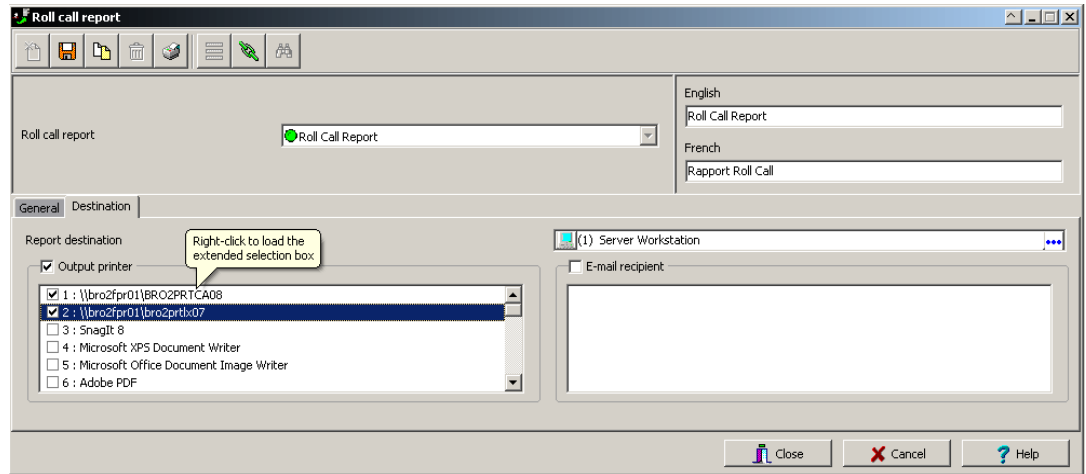 Roll call report
English
Roll Call Report
Roll call report
Roll Call Report
French
Rapport Roll Call
General
Destination
Report destination
Right-click to load the
extended selection box
(1) Server Workstation
Output printer
E-mail recipient
1 : \\bro2fpr01\BRO2PRTCA08
2 : \\bro2fpr01\bro2prtlx07
3 : SnagIt 8
4 : Microsoft XPS Document Writer
5 : Microsoft Office Document Image Writer
6 : Adobe PDF
Close
Cancel
Help